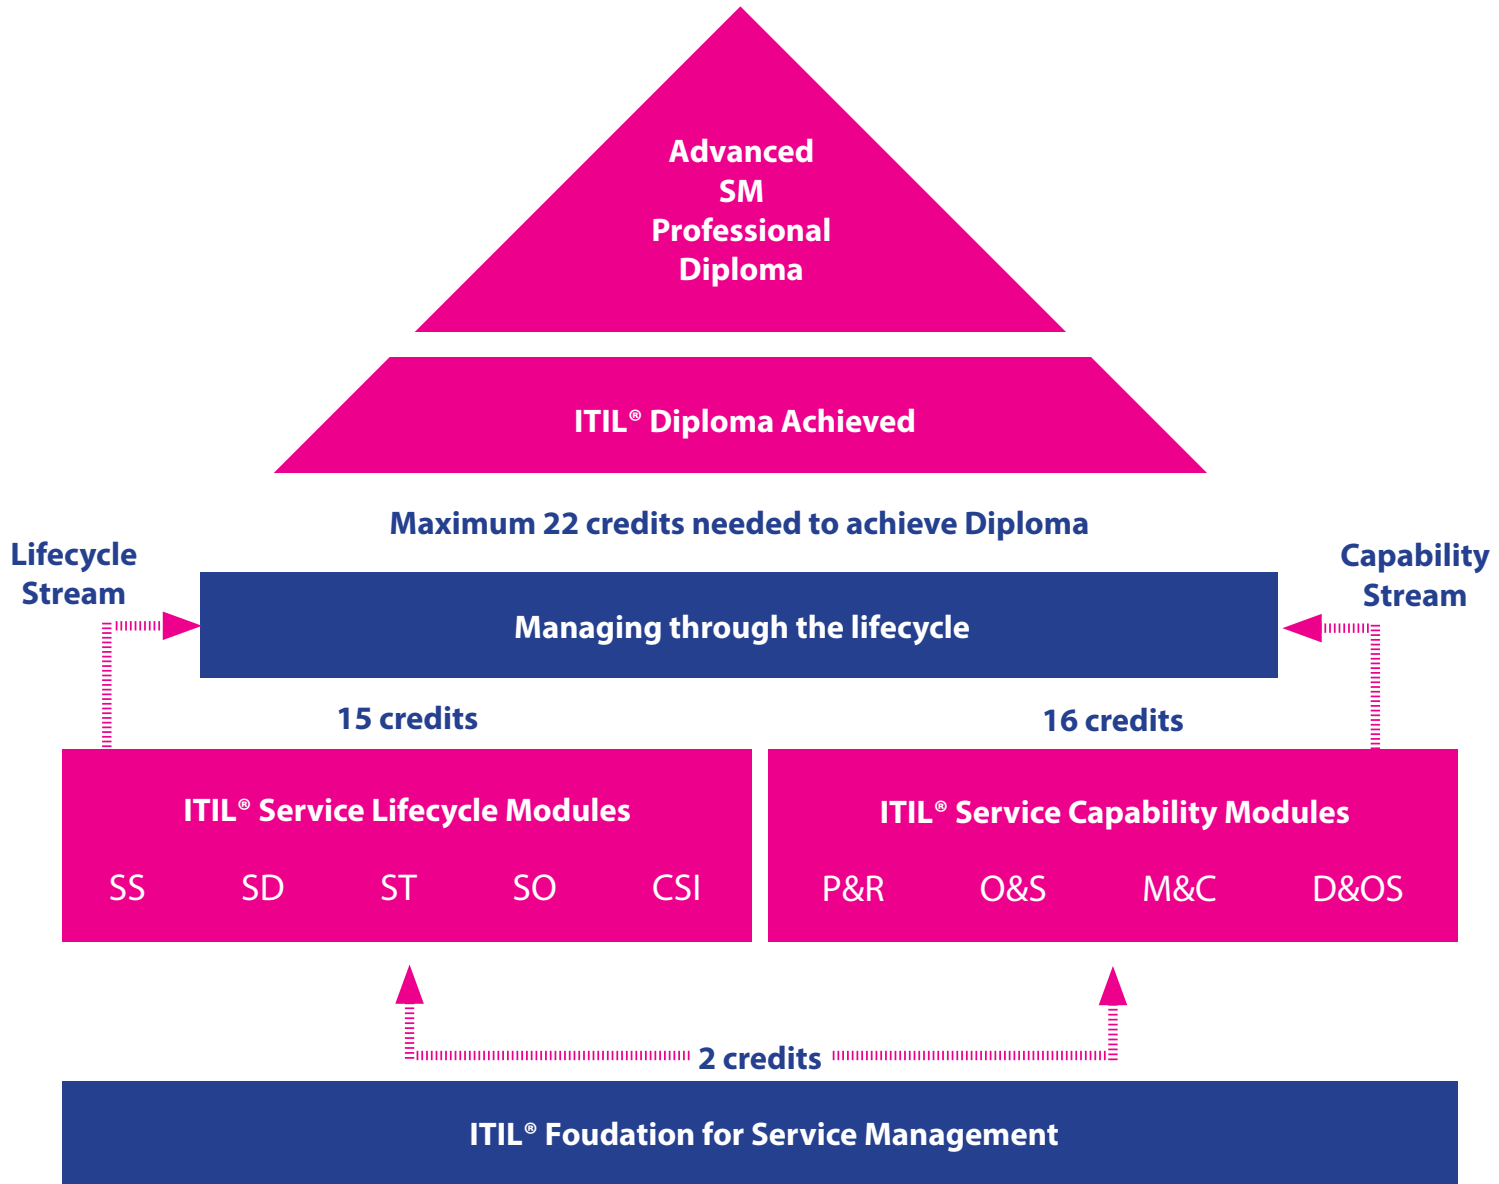 Advanced
SM
Professional
Diploma
ITIL® Diploma Achieved
Maximum 22 credits needed to achieve Diploma
Lifecycle
Stream
Capability
Stream
Managing through the lifecycle
15 credits
16 credits
ITIL® Service Lifecycle Modules
SS SD ST SO CSI
ITIL® Service Capability Modules
P&R O&S M&C D&OS
2 credits
ITIL® Foudation for Service Management